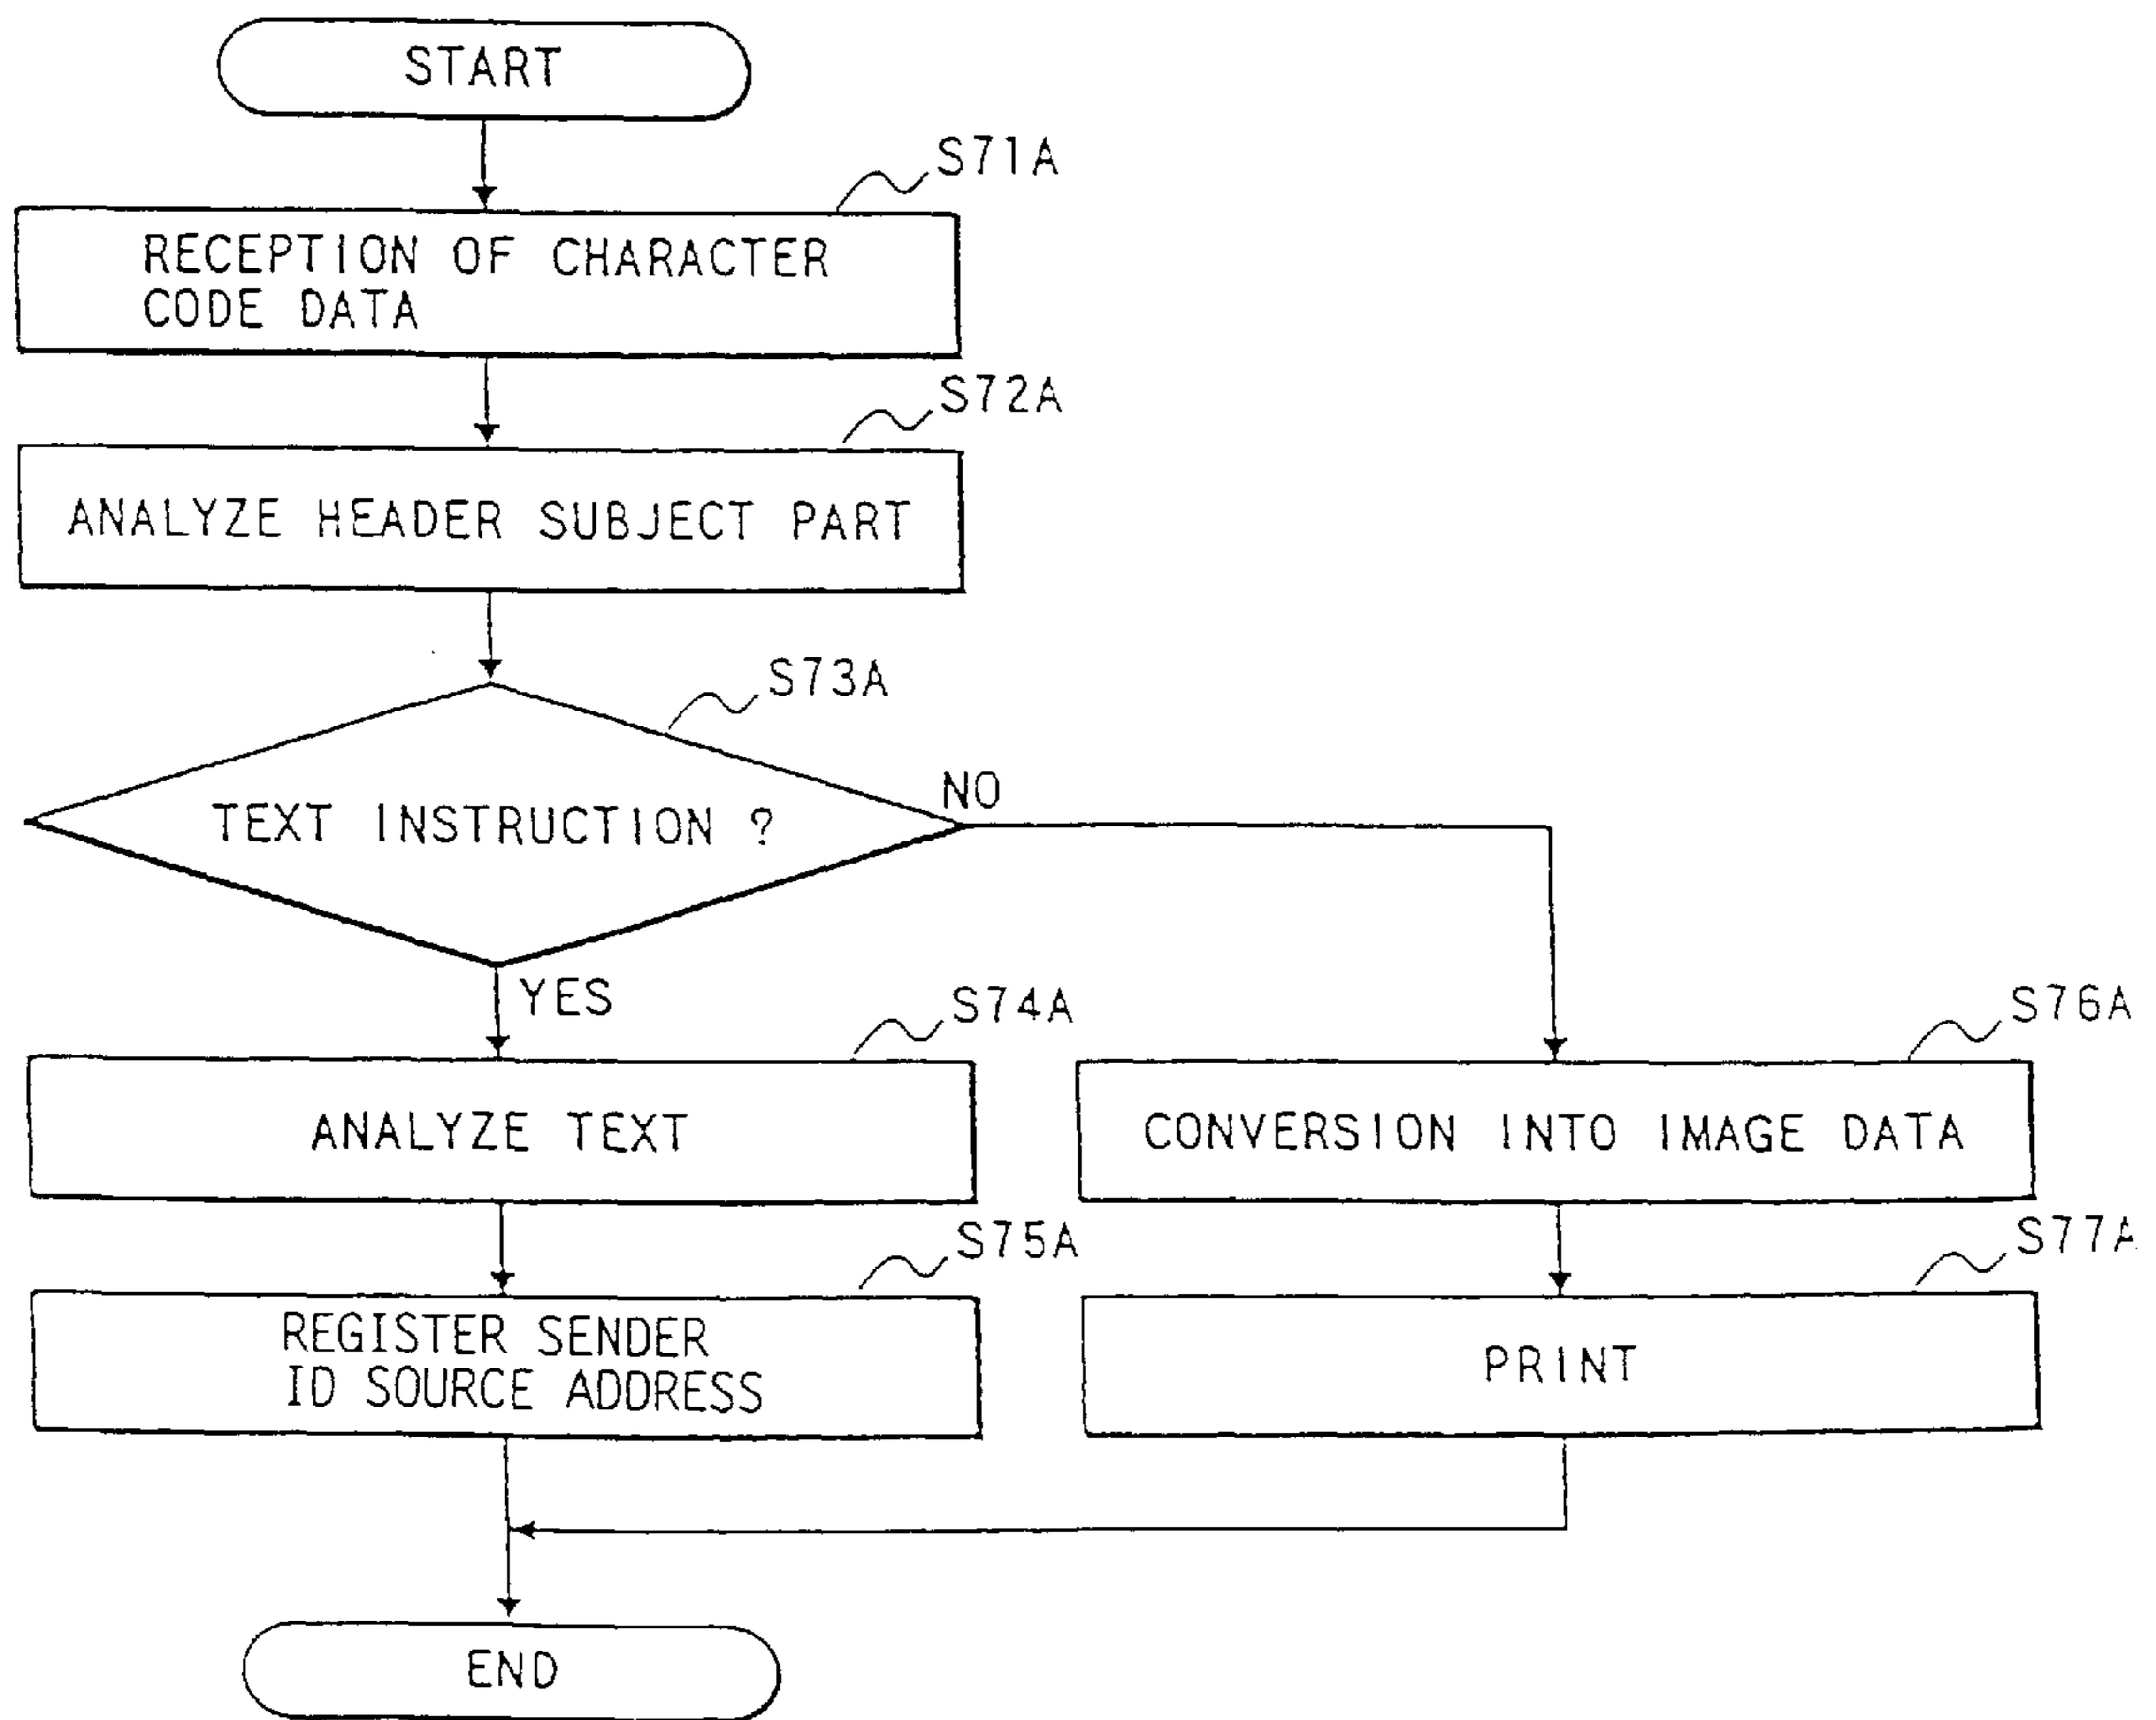 START
S71A
RECEPTION OF CHARACTER
CODE DATA
S72A
ANALYZE HEADER SUBJECT PART
S73A
TEXT INSTRUCTION ?
NO
YES
S74A
S76A
ANALYZE TEXT
CONVERSION INTO IMAGE DATA
S75A
S77A
REGISTER SENDER
ID SOURCE ADDRESS
PRINT
END